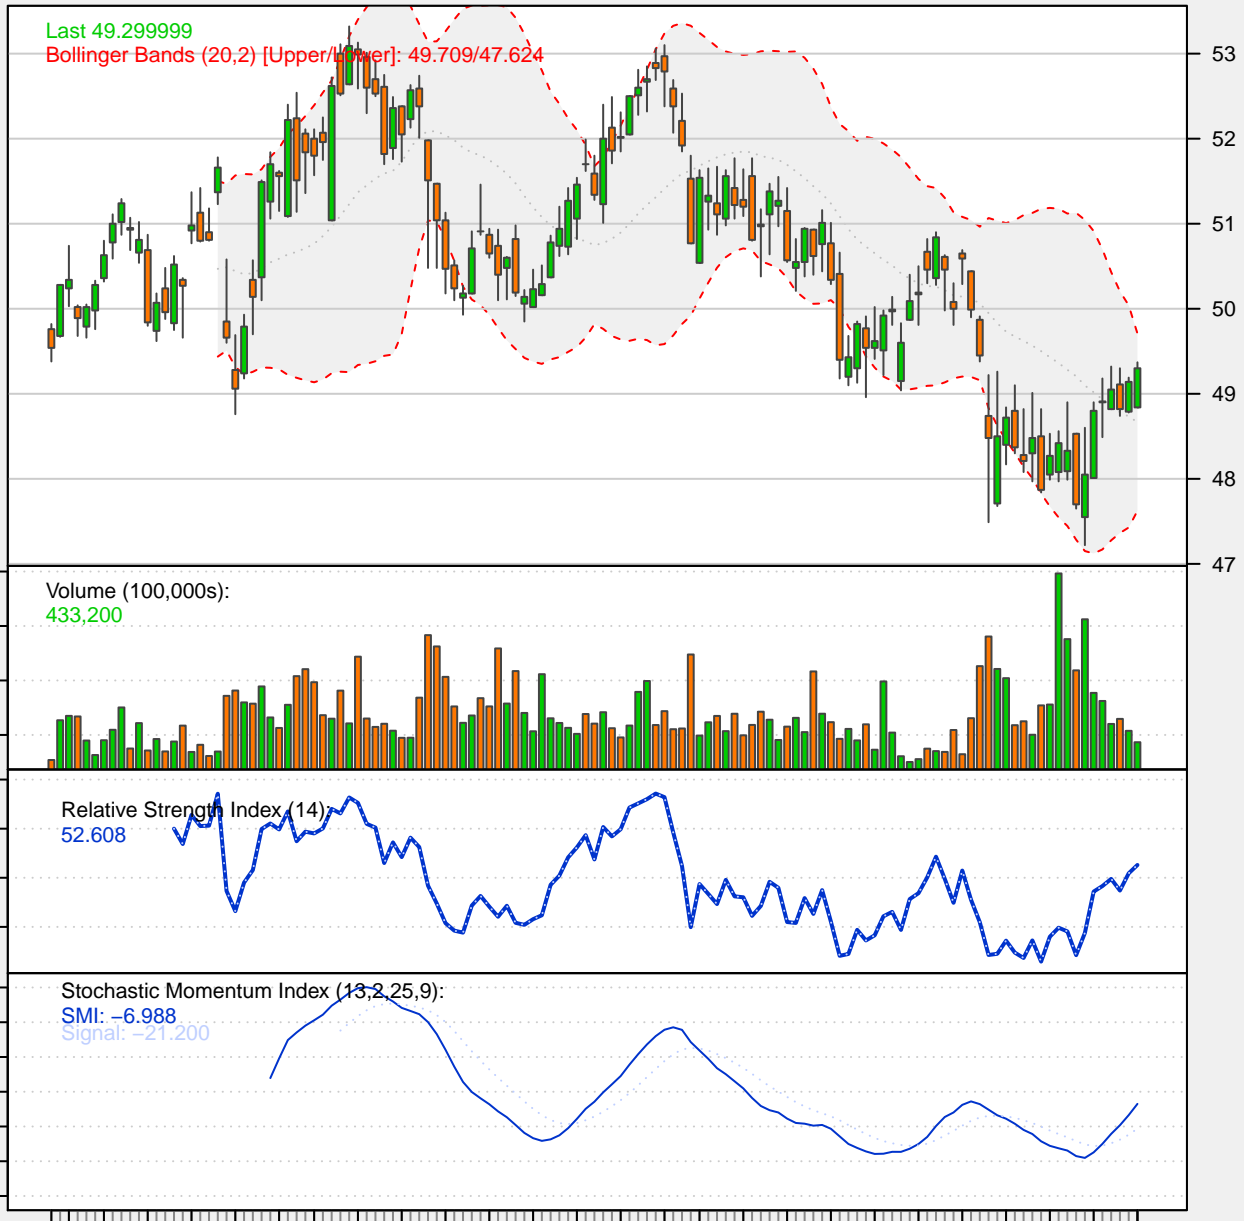 Last 49.299999
Bollinger Bands (20,2) [Upper/Lower]: 49.709/47.624
53
52
51
50
49
48
47
Volume (100,000s):
433,200
Relative Strength Index (14):
52.608
Stochastic Momentum Index (13,2,25,9):
SMI: −6.988
Signal: −21.200